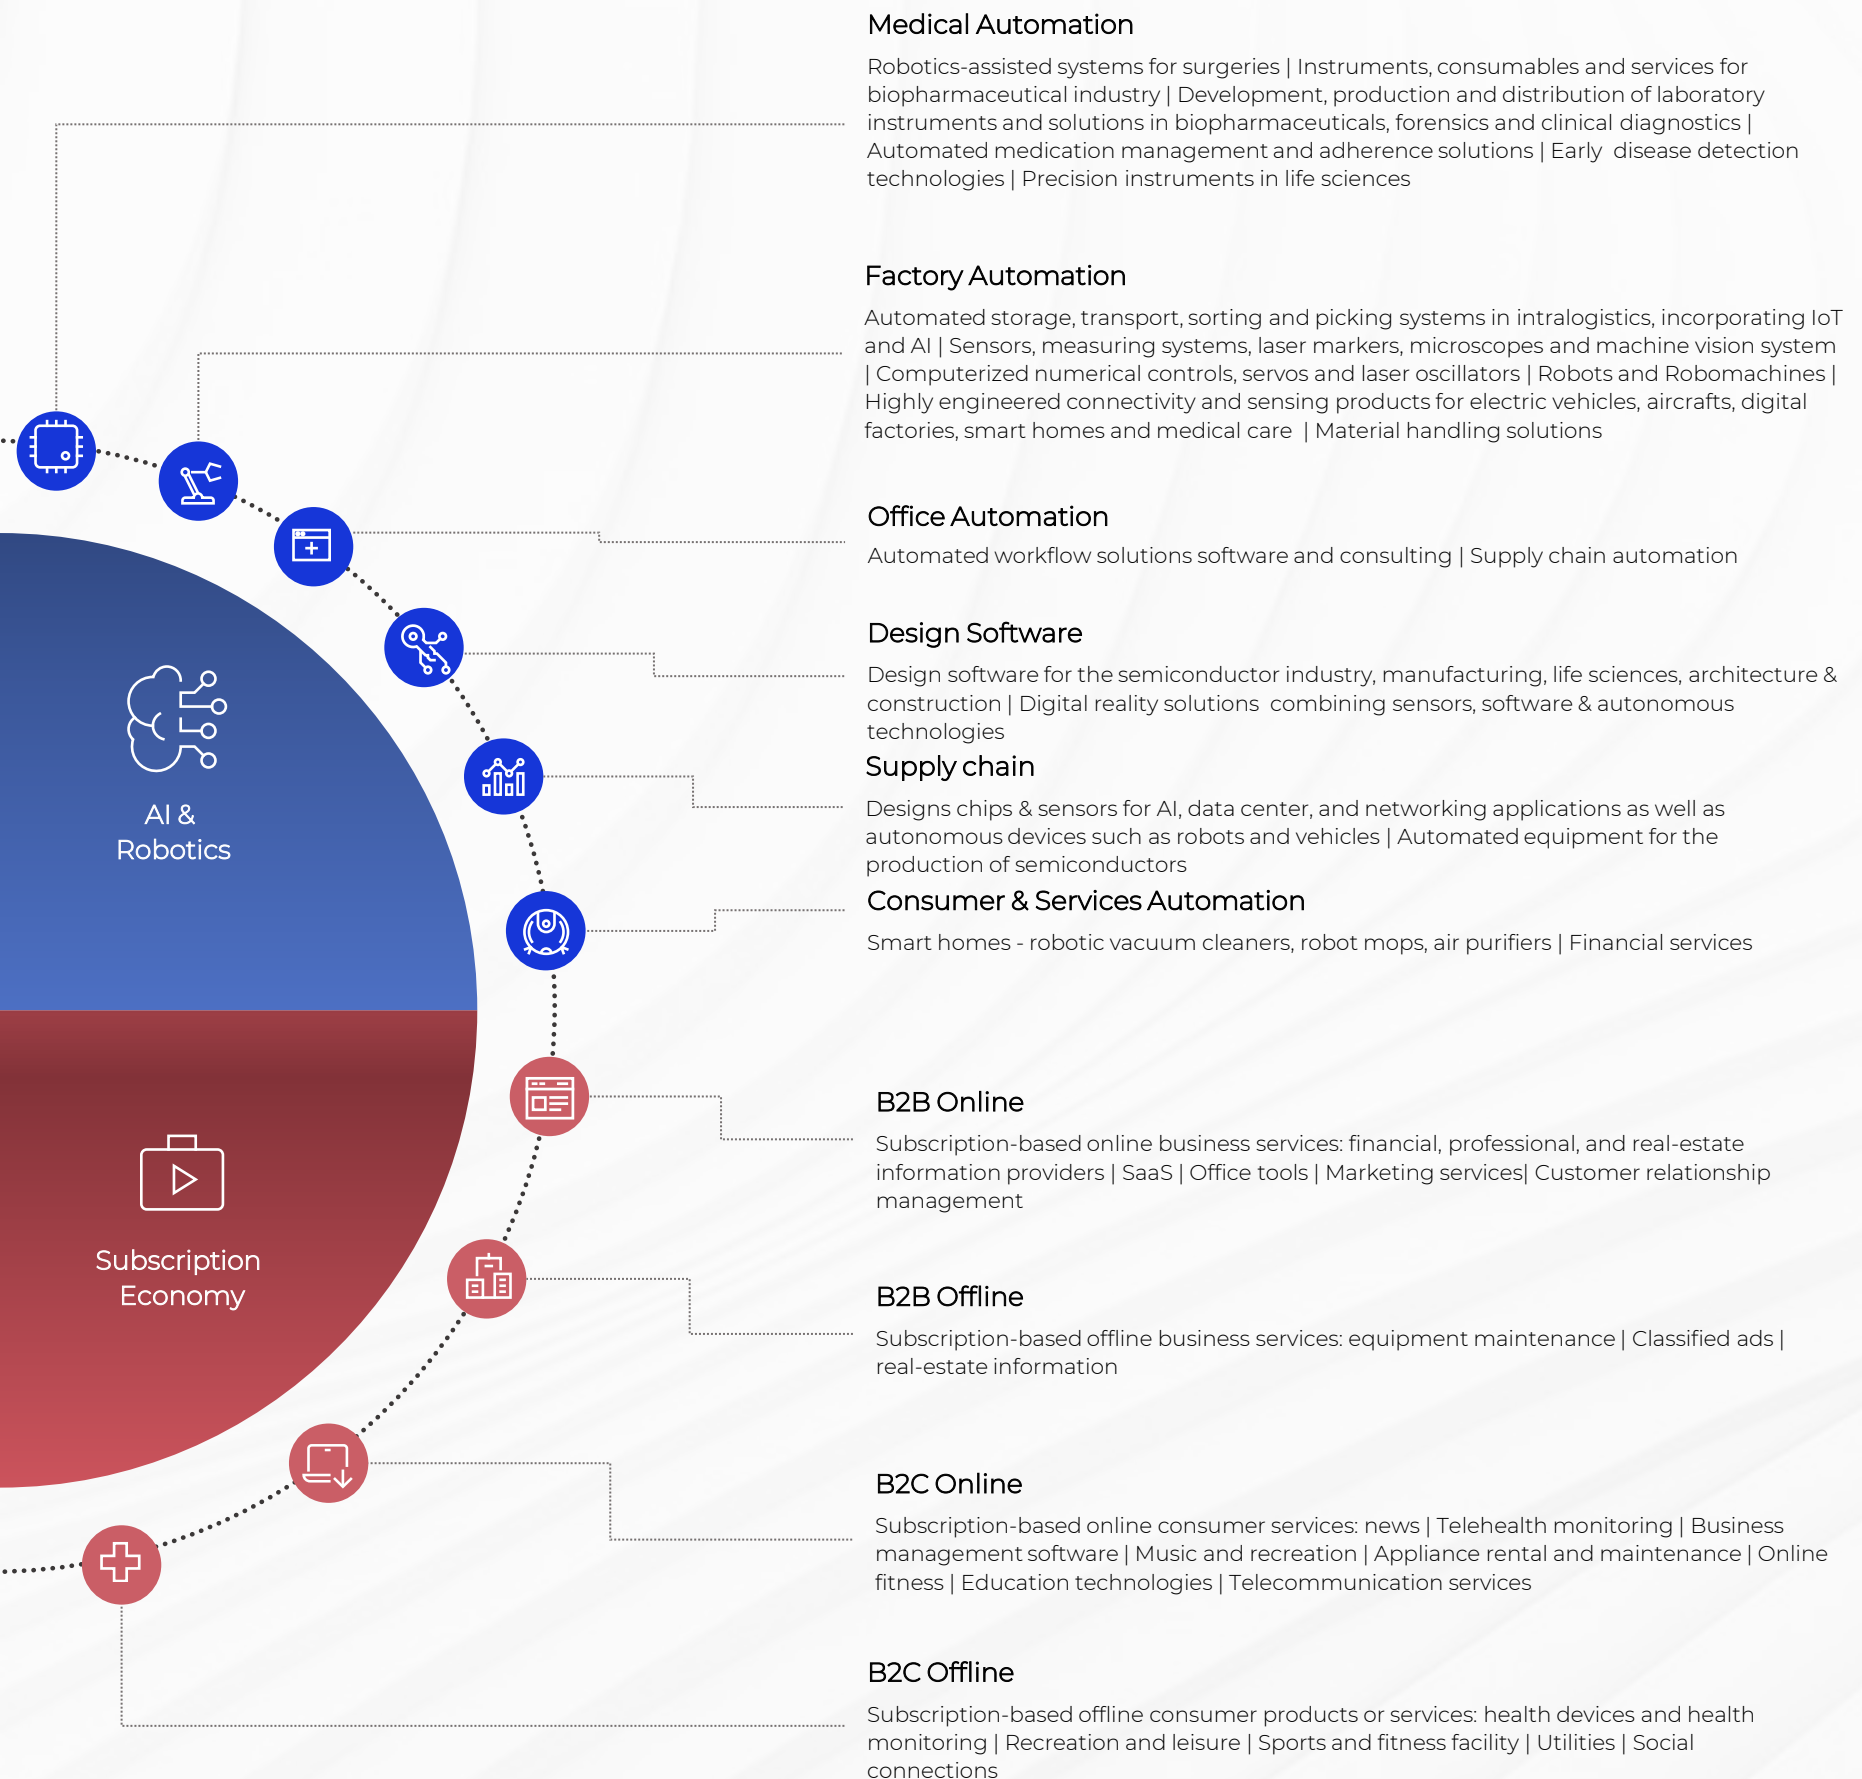 Medical Automation
Robotics-assisted systems for surgeries | Instruments, consumables and services for
biopharmaceutical industry | Development, production and distribution of laboratory
instruments and solutions in biopharmaceuticals, forensics and clinical diagnostics |
Automated medication management and adherence solutions | Early disease detection
technologies | Precision instruments in life sciences
Factory Automation
Automated storage, transport, sorting and picking systems in intralogistics, incorporating IoT
and AI | Sensors, measuring systems, laser markers, microscopes and machine vision system
| Computerized numerical controls, servos and laser oscillators | Robots and Robomachines |
Highly engineered connectivity and sensing products for electric vehicles, aircrafts, digital
factories, smart homes and medical care | Material handling solutions
Office Automation
Automated workflow solutions software and consulting | Supply chain automation
Design Software
Design software for the semiconductor industry, manufacturing, life sciences, architecture &
construction | Digital reality solutions combining sensors, software & autonomous
technologies
Supply chain
Designs chips & sensors for AI, data center, and networking applications as well as
autonomous devices such as robots and vehicles | Automated equipment for the
production of semiconductors
Consumer & Services Automation
Smart homes - robotic vacuum cleaners, robot mops, air purifiers | Financial services
AI &
Robotics
Subscription
Economy
B2B Online
Subscription-based online business services: financial, professional, and real-estate
information providers | SaaS | Office tools | Marketing services| Customer relationship
management
B2B Offline
Subscription-based offline business services: equipment maintenance | Classified ads |
real-estate information
B2C Online
Subscription-based online consumer services: news | Telehealth monitoring | Business
management software | Music and recreation | Appliance rental and maintenance | Online
fitness | Education technologies | Telecommunication services
B2C Offline
Subscription-based offline consumer products or services: health devices and health
monitoring | Recreation and leisure | Sports and fitness facility | Utilities | Social
connections